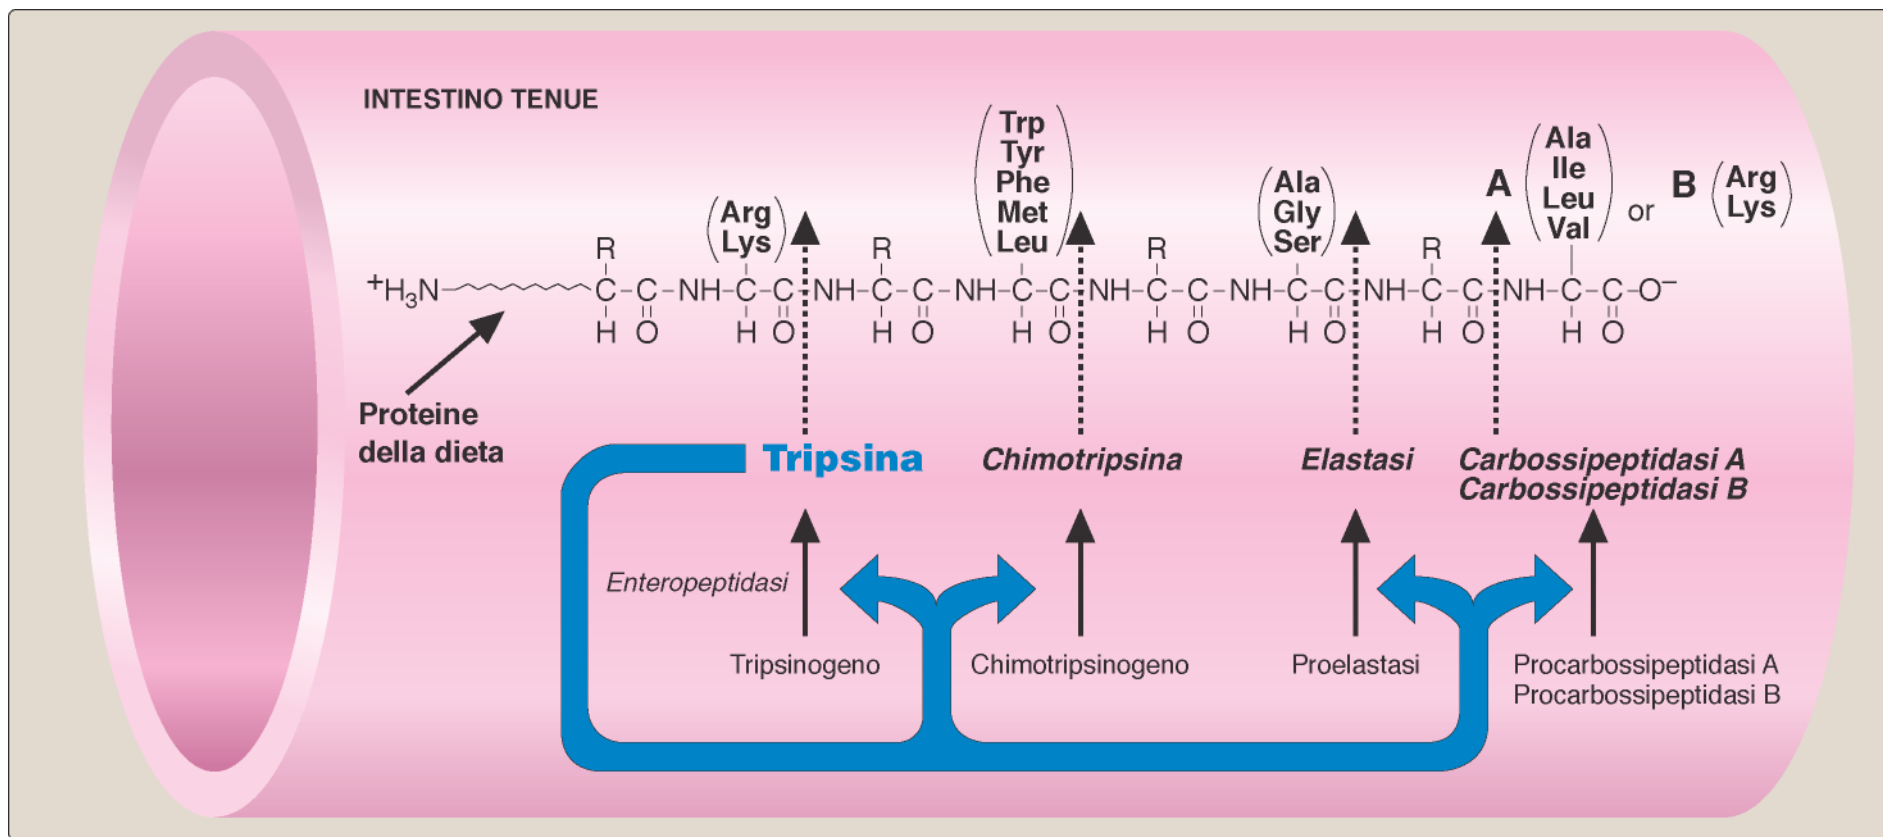 INTESTINO TENUE
Trp
Tyr
Phe
Met
Leu
Arg
Lys
Ala
Gly
Ser
A
Ala
Ile
Leu
Val
or
B
Arg
Lys
R R R R
+H3N C-C-NH-C-C-NH-C-C-NH-C-C-NH-C-C-NH-C-C-NH-C-C-NH-C-C-O–
H O H O H O H O H O H O H O H O
Proteine
della dieta
Tripsina
Chimotripsina
Elastasi
Carbossipeptidasi A
Carbossipeptidasi B
Enteropeptidasi
Tripsinogeno
Chimotripsinogeno
Proelastasi
Procarbossipeptidasi A
Procarbossipeptidasi B